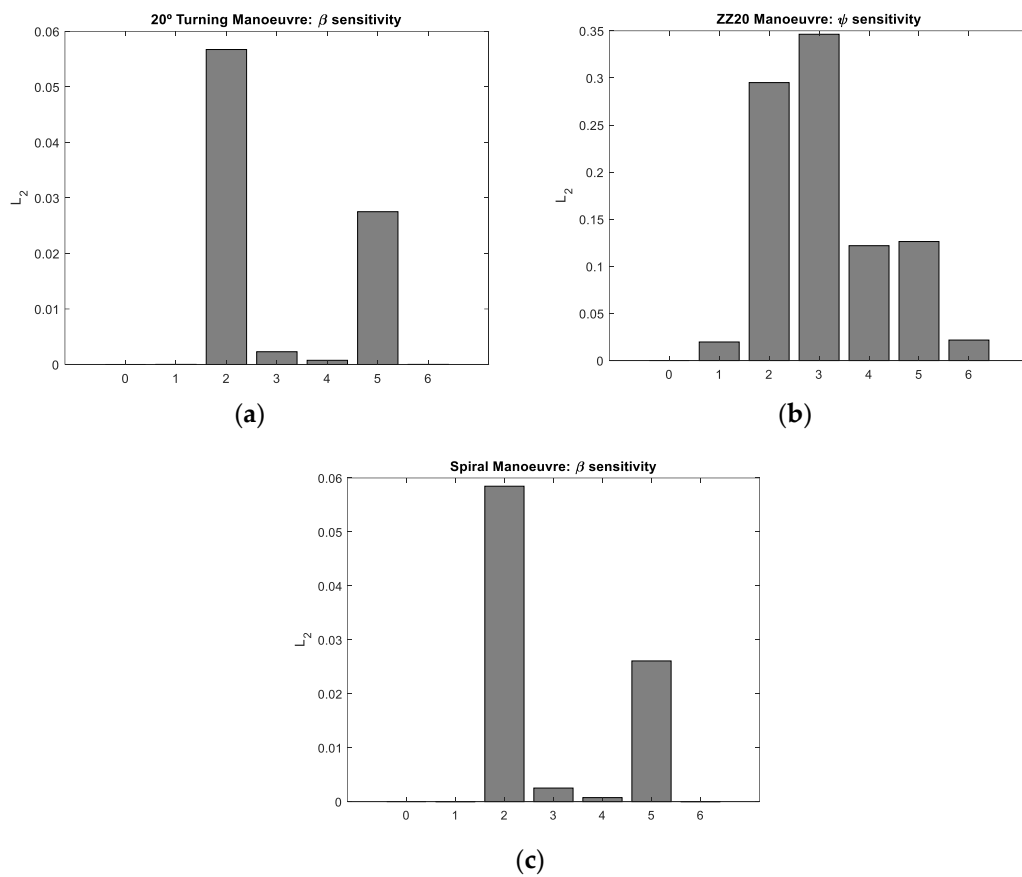 20º Turning Manoeuvre: β sensitivity
0.06
0.05
0.04
0.03
0.02
0.01
0
L2
0 1 2 3 4 5 6
(a)
ZZ20 Manoeuvre: ψ sensitivity
0.35
0.3
0.25
0.2
0.15
0.1
0.05
0
L2
0 1 2 3 4 5 6
(b)
Spiral Manoeuvre: β sensitivity
0.06
0.05
0.04
0.03
0.02
0.01
0
L2
0 1 2 3 4 5 6
(c)